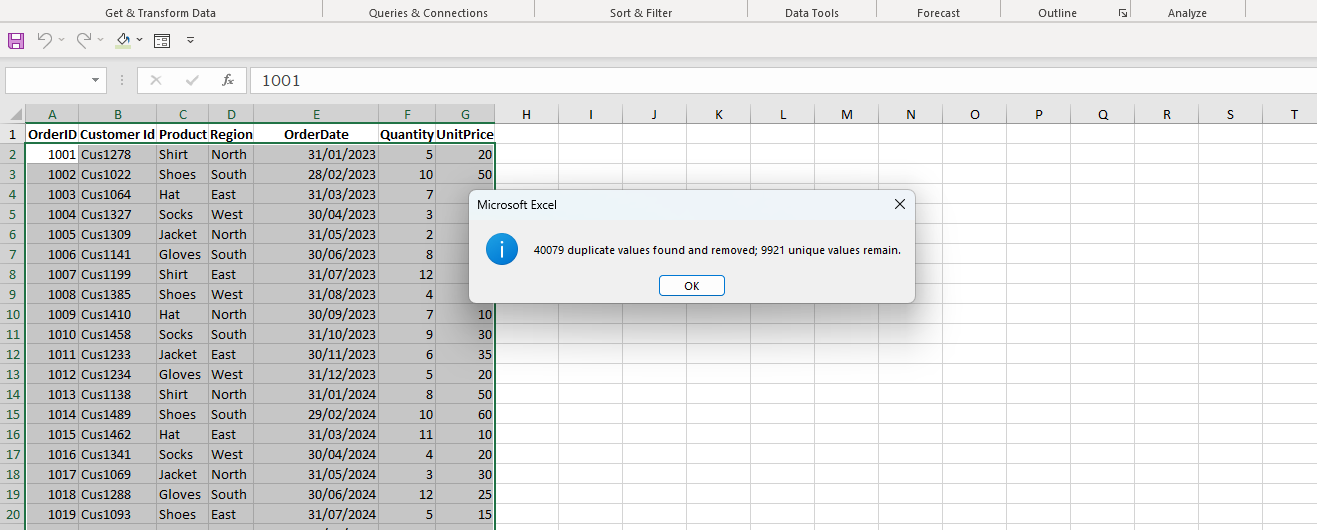 Get & Transform Data Queries & Connections Sort & Filter Data Tools Forecast Outline Analyze
fx 1001
A B C D E F G H I J K L M N O P Q R S T
1 OrderID Customer Id Product Region OrderDate Quantity UnitPrice
2 1001 Cus1278 Shirt North 31/01/2023 5 20
3 1002 Cus1022 Shoes South 28/02/2023 10 50
4 1003 Cus1064 Hat East 31/03/2023 7
5 1004 Cus1327 Socks West 30/04/2023 3
6 1005 Cus1309 Jacket North 31/05/2023 2
7 1006 Cus1141 Gloves South 30/06/2023 8
8 1007 Cus1199 Shirt East 31/07/2023 12
9 1008 Cus1385 Shoes West 31/08/2023 4
10 1009 Cus1410 Hat North 30/09/2023 7 10
11 1010 Cus1458 Socks South 31/10/2023 9 30
12 1011 Cus1233 Jacket East 30/11/2023 6 35
13 1012 Cus1234 Gloves West 31/12/2023 5 20
14 1013 Cus1138 Shirt North 31/01/2024 8 50
15 1014 Cus1489 Shoes South 29/02/2024 10 60
16 1015 Cus1462 Hat East 31/03/2024 11 10
17 1016 Cus1341 Socks West 30/04/2024 4 20
18 1017 Cus1069 Jacket North 31/05/2024 3 30
19 1018 Cus1288 Gloves South 30/06/2024 12 25
20 1019 Cus1093 Shoes East 31/07/2024 5 15
Microsoft Excel
40079 duplicate values found and removed; 9921 unique values remain.
OK